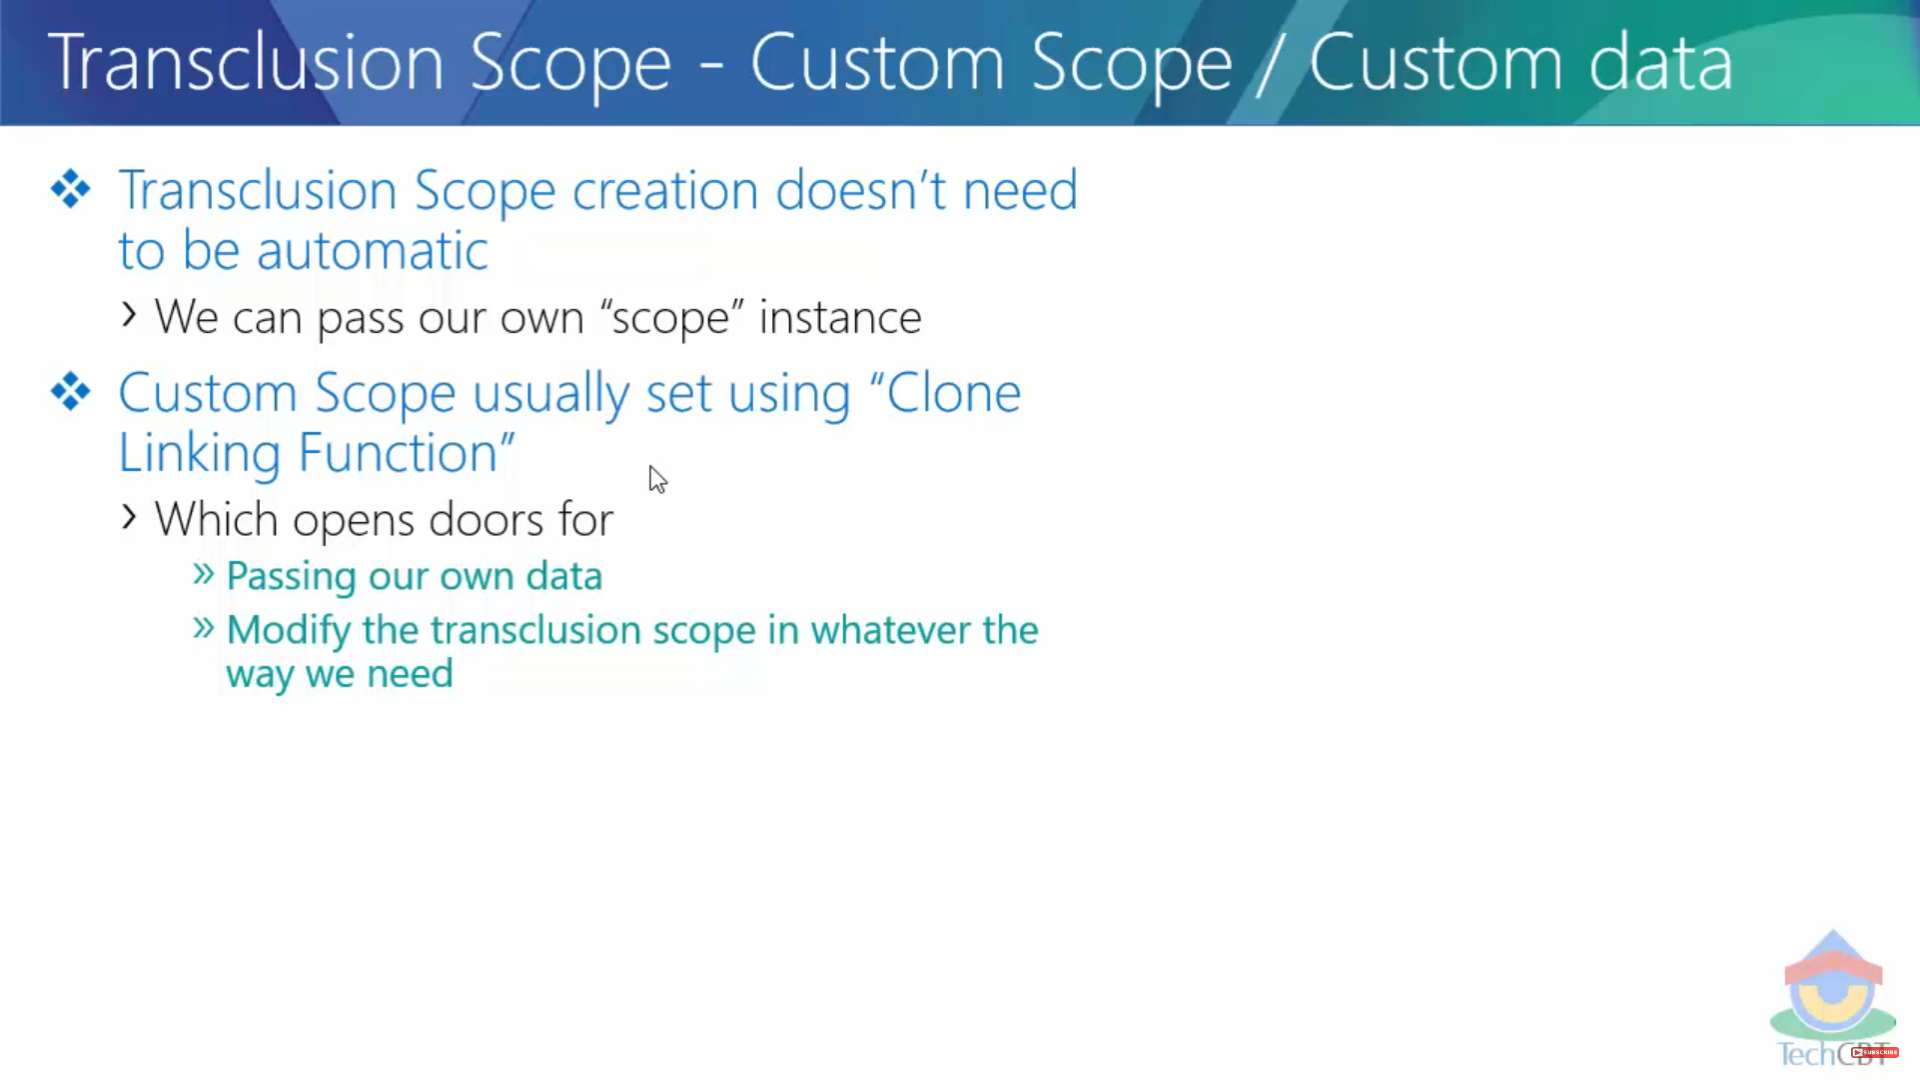 Transclusion Scope - Custom Scope / Custom data
❖ Transclusion Scope creation doesn’t need
to be automatic
› We can pass our own “scope” instance
❖ Custom Scope usually set using “Clone
Linking Function”
› Which opens doors for
» Passing our own data
» Modify the transclusion scope in whatever the
way we need
TechCBT
SUBSCRIBE